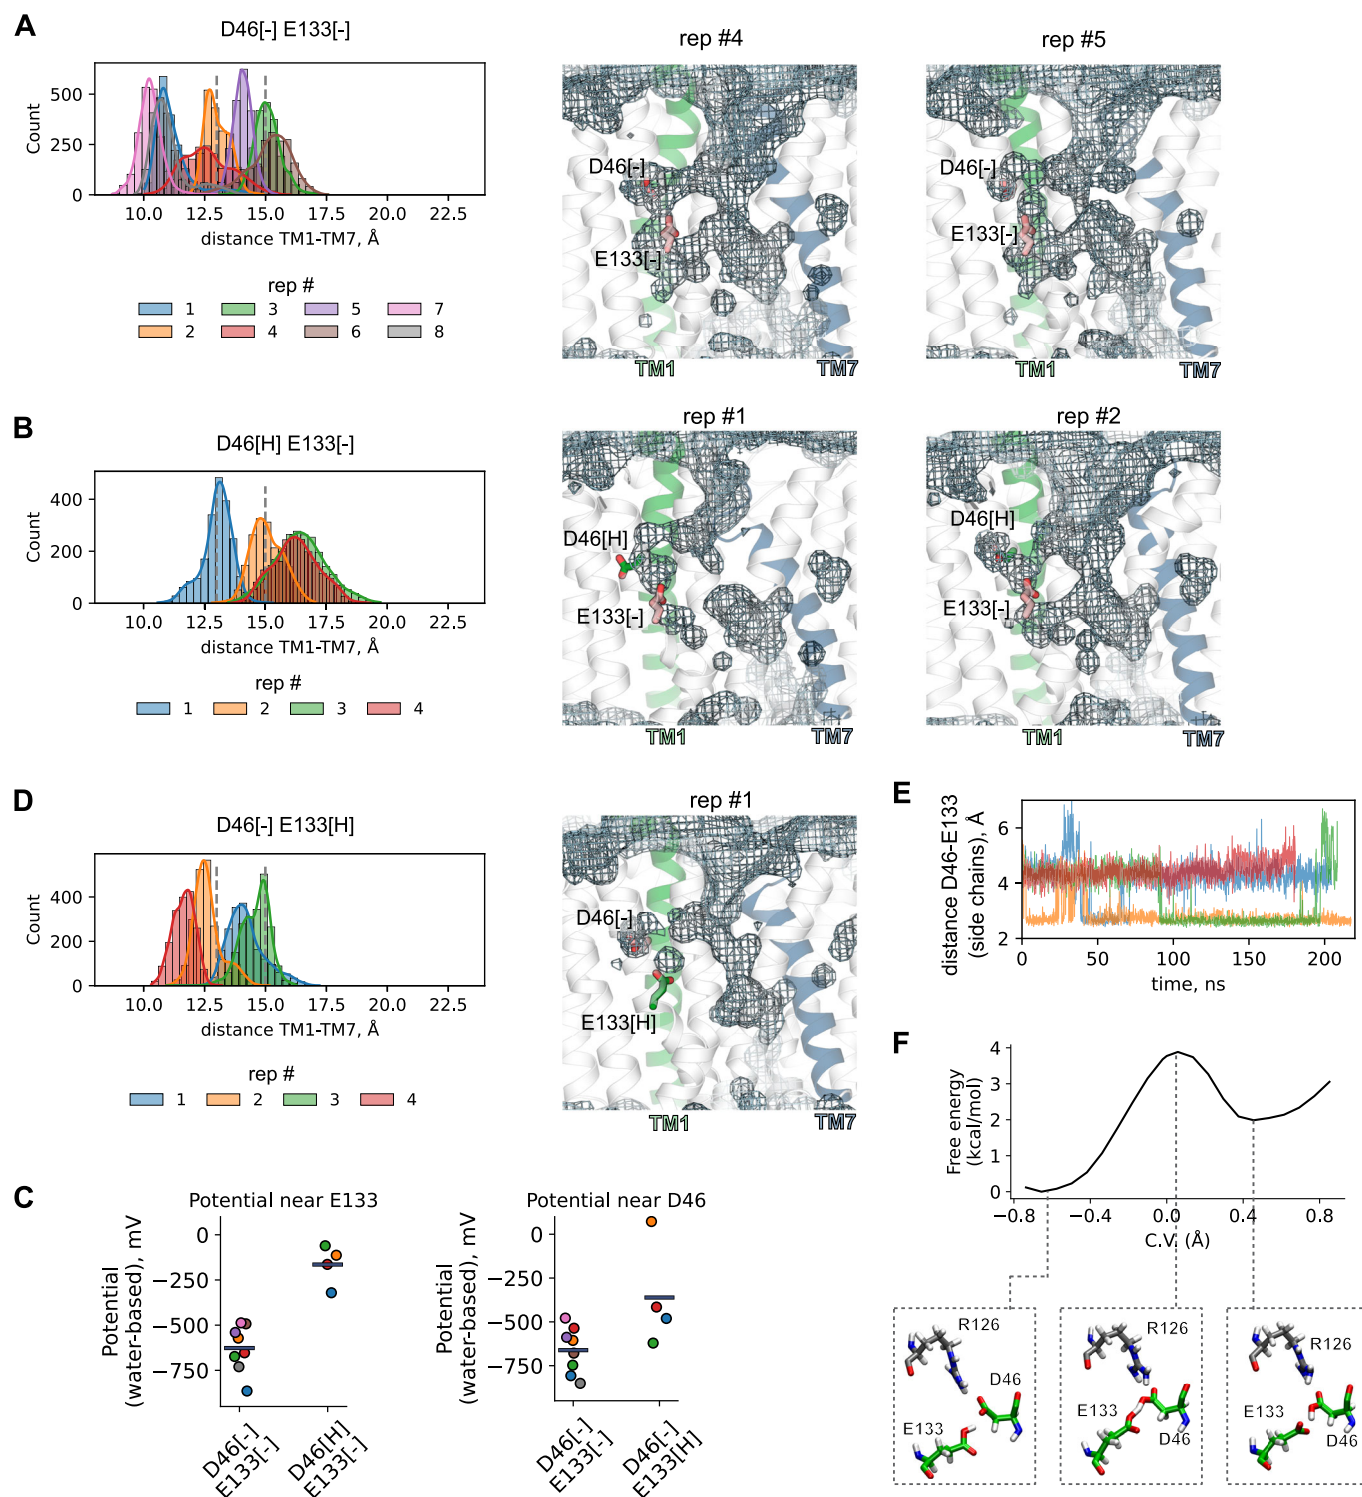 A
D46[-] E133[-]
Count
500
250
0
10.0 12.5 15.0 17.5 20.0 22.5
distance TM1-TM7, Å
rep #
1 3 5 7
2 4 6 8
rep #4
D46[-]
E133[-]
TM1 TM7
rep #5
D46[-]
E133[-]
TM1 TM7
B
D46[H] E133[-]
Count
400
200
0
10.0 12.5 15.0 17.5 20.0 22.5
distance TM1-TM7, Å
rep #
1 2 3 4
rep #1
D46[H]
E133[-]
TM1 TM7
rep #2
D46[H]
E133[-]
TM1 TM7
D
D46[-] E133[H]
Count
400
200
0
10.0 12.5 15.0 17.5 20.0 22.5
distance TM1-TM7, Å
rep #
1 2 3 4
rep #1
D46[-]
E133[H]
TM1 TM7
E
distance D46-E133
(side chains), Å
6
4
2
0 50 100 150 200
time, ns
F
Free energy
(kcal/mol)
4
2
0
−0.8 −0.4 0.0 0.4 0.8
C.V. (Å)
R126
D46
E133
R126
E133
D46
R126
E133
D46
C
Potential near E133
Potential
(water-based), mV
0
−250
−500
−750
D46[-]
E133[-]
D46[H]
E133[-]
Potential near D46
Potential
(water-based), mV
0
−250
−500
−750
D46[-]
E133[-]
D46[-]
E133[H]